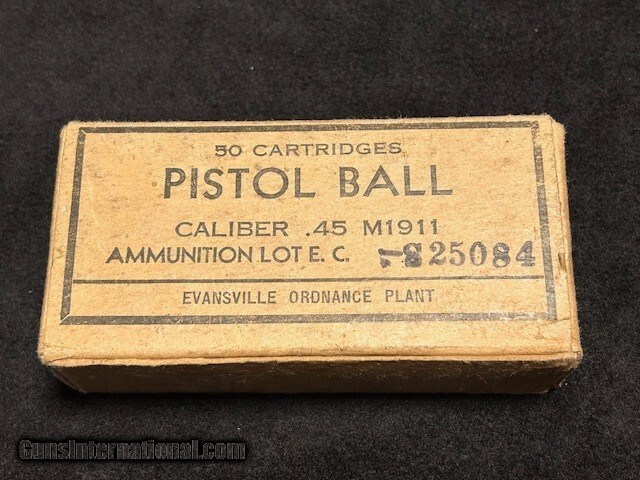 50 CARTRIDGES
PISTOL BALL
CALIBER .45 M1911
AMMUNITION LOT E. C. -S25084
EVANSVILLE ORDNANCE PLANT
GunsInternational.com